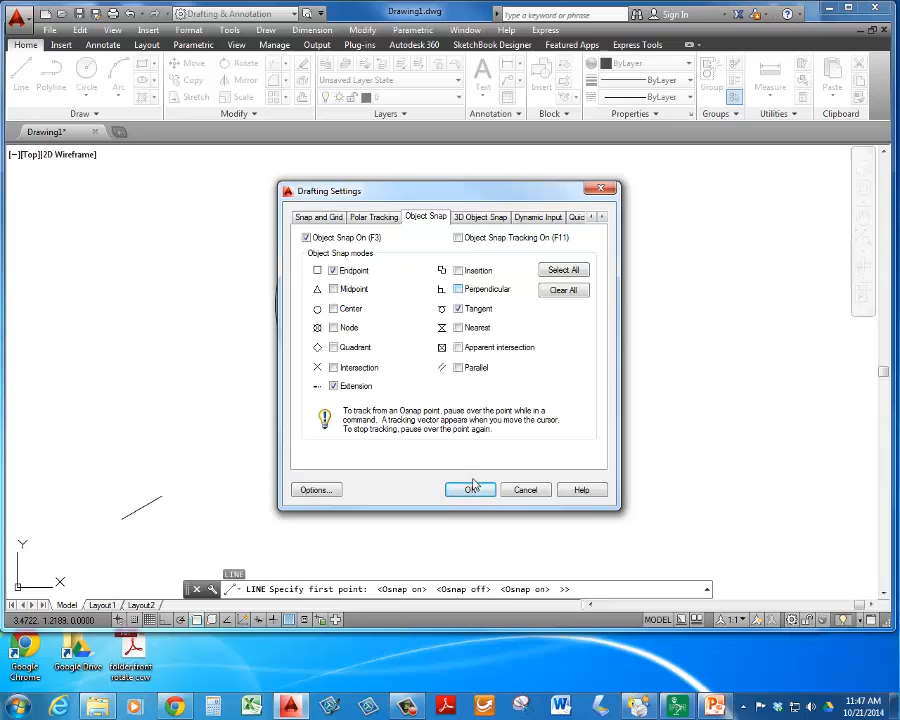 Drafting & Annotation
Drawing1.dwg
Type a keyword or phrase
Sign In
File Edit View Insert Format Tools Draw Dimension Modify Parametric Window Help Express
Home Insert Annotate Layout Parametric View Manage Output Plug-ins Autodesk 360 SketchBook Designer Featured Apps Express Tools
Line Polyline Circle Arc
Move Rotate
Copy Mirror
Stretch Scale
Unsaved Layer State
0
Text
Insert
ByLayer
ByLayer
ByLayer
Group
Measure
Paste
Draw Modify Layers Annotation Block Properties Groups Utilities Clipboard
Drawing1*
[−][Top][2D Wireframe]
Drafting Settings
Snap and Grid Polar Tracking Object Snap 3D Object Snap Dynamic Input Quic
Object Snap On (F3) Object Snap Tracking On (F11)
Object Snap modes
Endpoint Insertion Select All
Midpoint Perpendicular Clear All
Center Tangent
Node Nearest
Quadrant Apparent intersection
Intersection Parallel
Extension
To track from an Osnap point, pause over the point while in a
command. A tracking vector appears when you move the cursor.
To stop tracking, pause over the point again.
Options... OK Cancel Help
Y
X
LINE
LINE Specify first point: <Osnap on> <Osnap off> <Osnap on> >>
Model Layout1 Layout2
3.4722, 1.2189, 0.0000
MODEL
1:1
Google
Chrome
Google Drive
folder front
rotate ccw
11:47 AM
10/21/2014